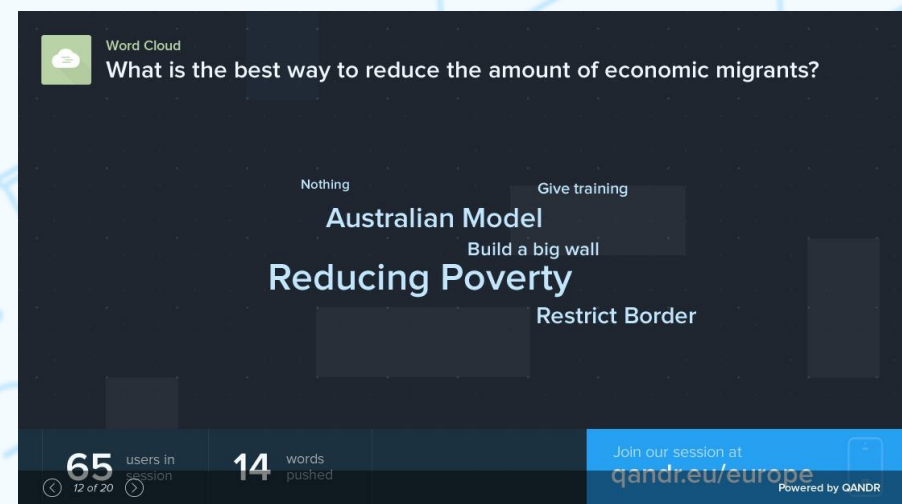 Word Cloud
What is the best way to reduce the amount of economic migrants?
Nothing
Give training
Australian Model
Build a big wall
Reducing Poverty
Restrict Border
65 users in session
14 words pushed
Join our session at
qandr.eu/europe
12 of 20
Powered by QANDR